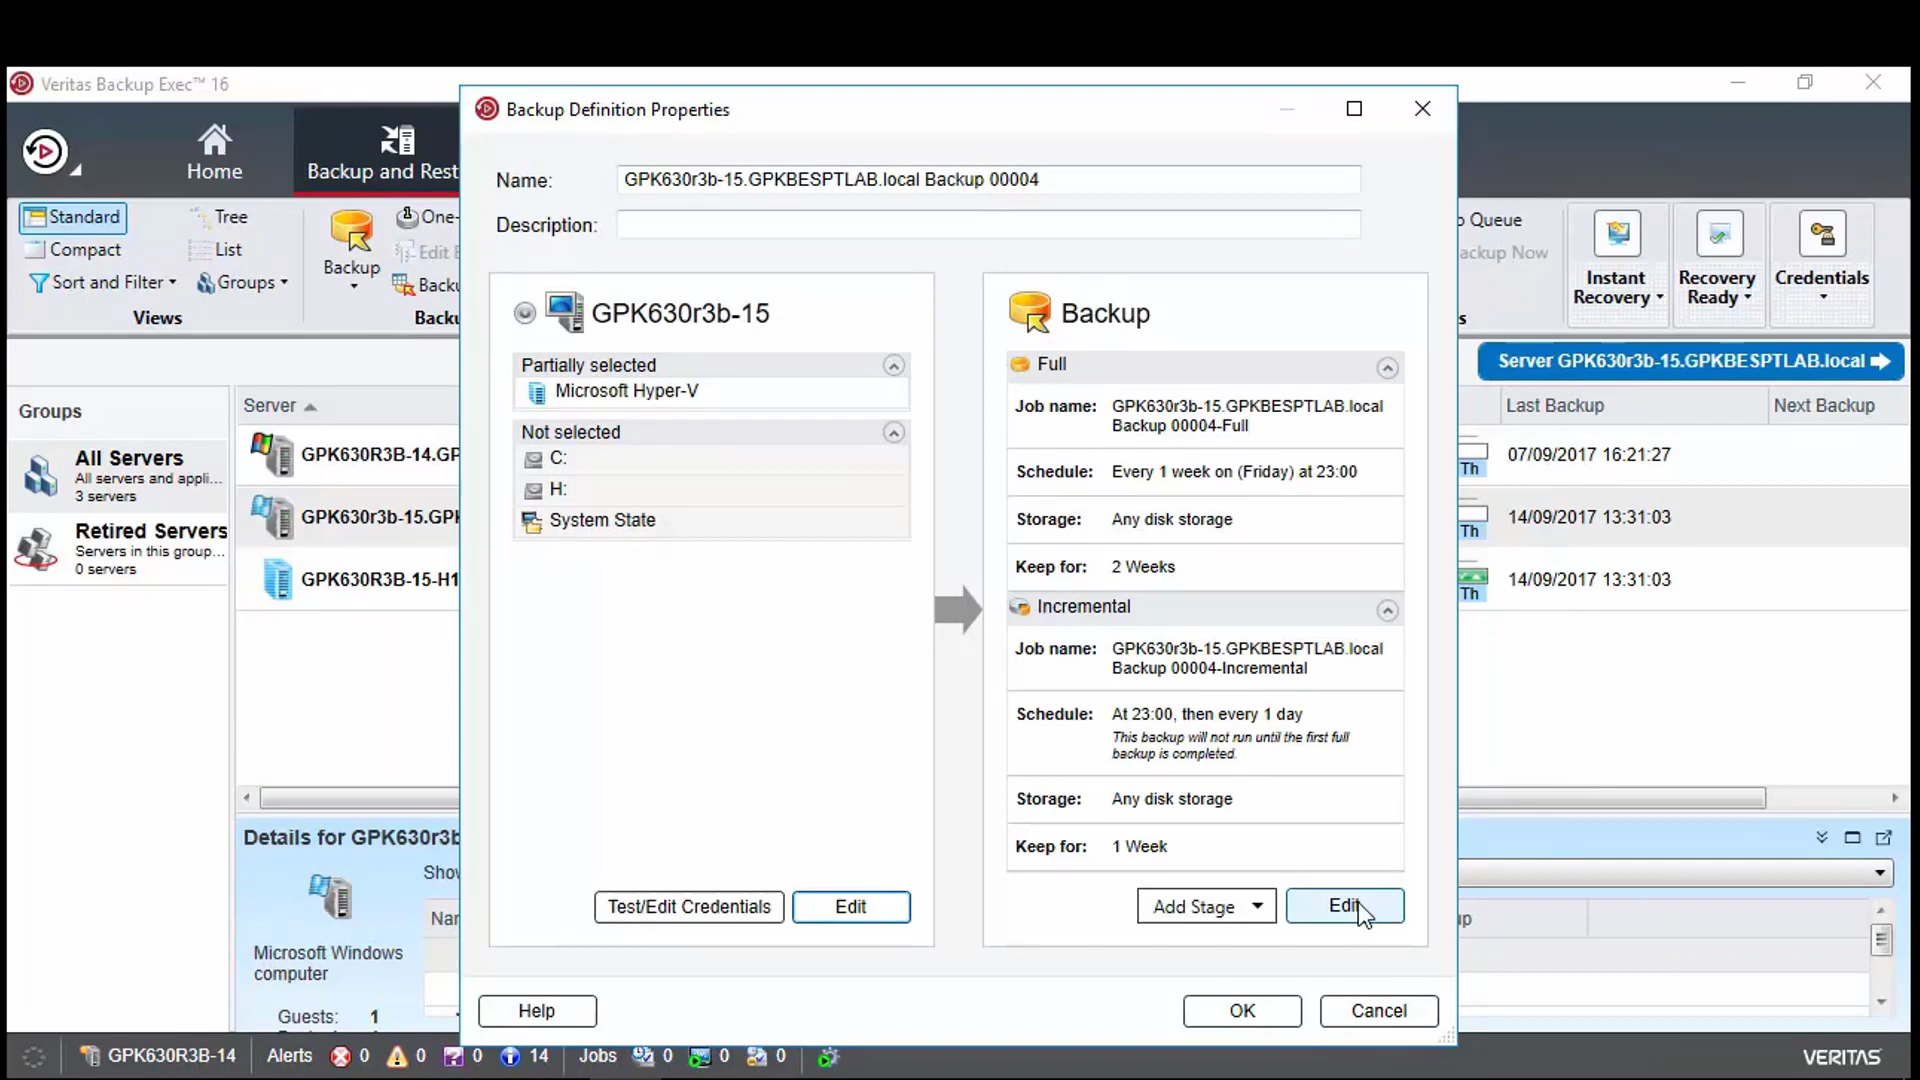 Veritas Backup Exec™ 16
Home
Backup and Rest
Standard
Compact
Sort and Filter
Tree
List
Groups
Views
Backup
One-
Edit
Backu
Backu
Queue
ackup Now
s
Instant
Recovery
Recovery
Ready
Credentials
Server GPK630r3b-15.GPKBESPTLAB.local
Groups
All Servers
All servers and appli...
3 servers
Retired Servers
Servers in this group...
0 servers
Server
GPK630R3B-14.GP
GPK630r3b-15.GPK
GPK630R3B-15-H1
Last Backup
Next Backup
Th
07/09/2017 16:21:27
Th
14/09/2017 13:31:03
Th
14/09/2017 13:31:03
Details for GPK630r3b
Show
Nar
Microsoft Windows
computer
Guests: 1
up
Backup Definition Properties
Name: GPK630r3b-15.GPKBESPTLAB.local Backup 00004
Description:
GPK630r3b-15
Partially selected
Microsoft Hyper-V
Not selected
C:
H:
System State
Test/Edit Credentials
Edit
Backup
Full
Job name: GPK630r3b-15.GPKBESPTLAB.local
Backup 00004-Full
Schedule: Every 1 week on (Friday) at 23:00
Storage: Any disk storage
Keep for: 2 Weeks
Incremental
Job name: GPK630r3b-15.GPKBESPTLAB.local
Backup 00004-Incremental
Schedule: At 23:00, then every 1 day
This backup will not run until the first full
backup is completed.
Storage: Any disk storage
Keep for: 1 Week
Add Stage
Edit
Help
OK
Cancel
GPK630R3B-14
Alerts 0 0 0 14
Jobs 0 0 0
VERITAS